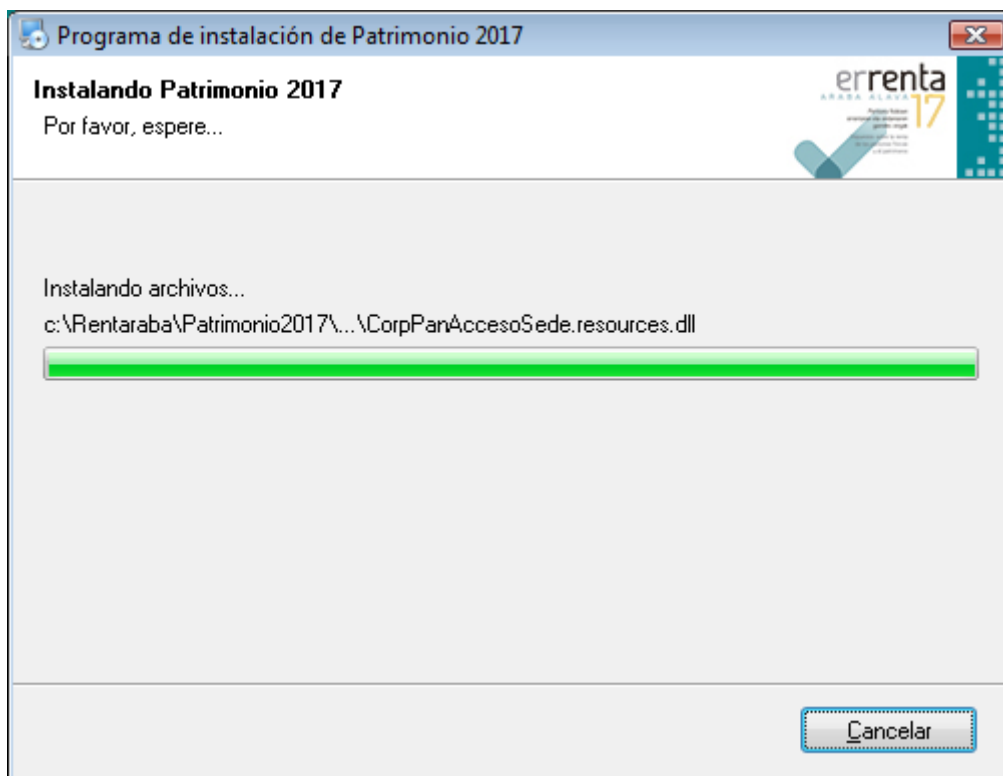 Programa de instalación de Patrimonio 2017
Instalando Patrimonio 2017
Por favor, espere...
errenta
ARABA ALAVA
17
Instalando archivos...
c:\Rentaraba\Patrimonio2017\...\CorpPanAccesoSede.resources.dll
Cancelar